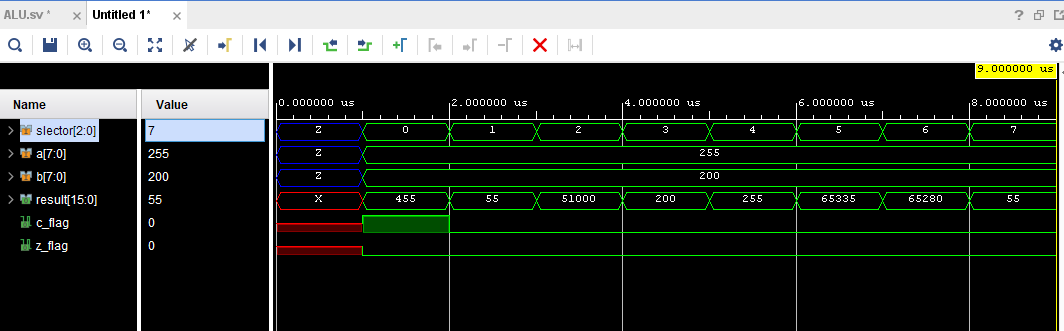 ALU.sv * × Untitled 1* × ?
9.000000 us
Name Value
0.000000 us 2.000000 us 4.000000 us 6.000000 us 8.000000 us
slector[2:0] 7 Z 0 1 2 3 4 5 6 7
a[7:0] 255 Z 255
b[7:0] 200 Z 200
result[15:0] 55 X 455 55 51000 200 255 65335 65280 55
c_flag 0
z_flag 0